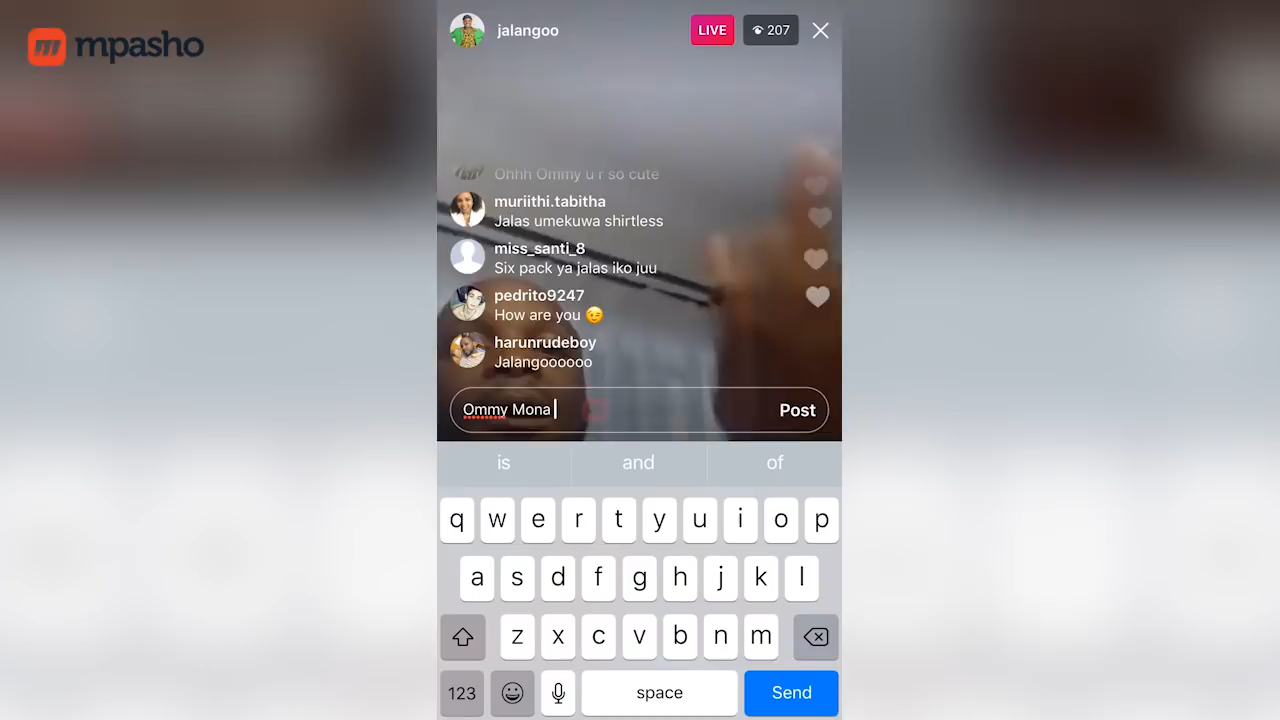 mpasho
jalangoo
LIVE
207
Ohhh Ommy u r so cute
muriithi.tabitha
Jalas umekuwa shirtless
miss_santi_8
Six pack ya jalas iko juu
pedrito9247
How are you 😉
harunrudeboy
Jalangoooooo
Ommy Mona
Post
is and of
q w e r t y u i o p
a s d f g h j k l
z x c v b n m
123
space
Send